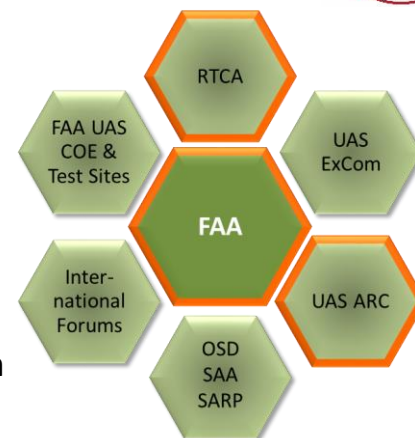 RTCA
FAA UAS
COE &
Test Sites
UAS
ExCom
FAA
Inter-
national
Forums
UAS ARC
OSD
SAA
SARP
n